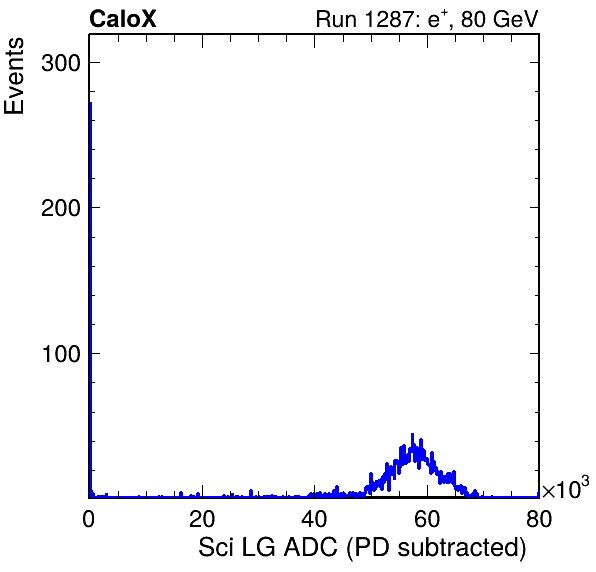 CaloX Run 1287: e⁺, 80 GeV
Events
300
200
100
0 20 40 60 80
×10³
Sci LG ADC (PD subtracted)